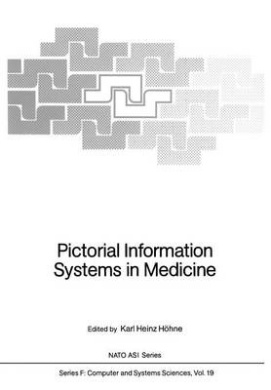 Pictorial Information
Systems in Medicine
Edited by Karl Heinz Höhne
NATO ASI Series
Series F: Computer and Systems Sciences, Vol. 19